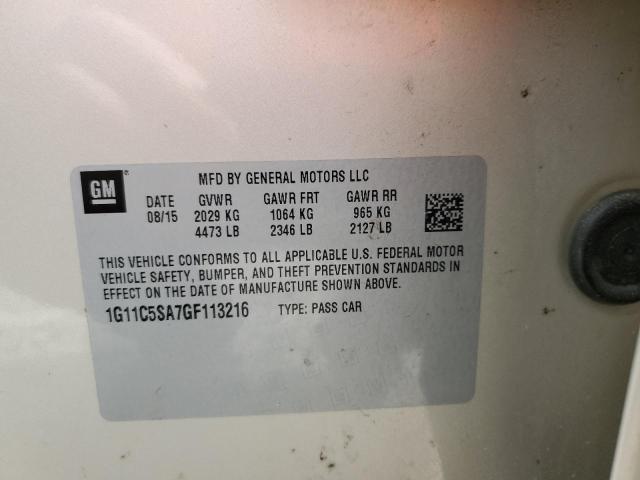 GM
MFD BY GENERAL MOTORS LLC
DATE GVWR GAWR FRT GAWR RR
08/15 2029 KG 1064 KG 965 KG
4473 LB 2346 LB 2127 LB
THIS VEHICLE CONFORMS TO ALL APPLICABLE U.S. FEDERAL MOTOR
VEHICLE SAFETY, BUMPER, AND THEFT PREVENTION STANDARDS IN
EFFECT ON THE DATE OF MANUFACTURE SHOWN ABOVE.
1G11C5SA7GF113216 TYPE: PASS CAR